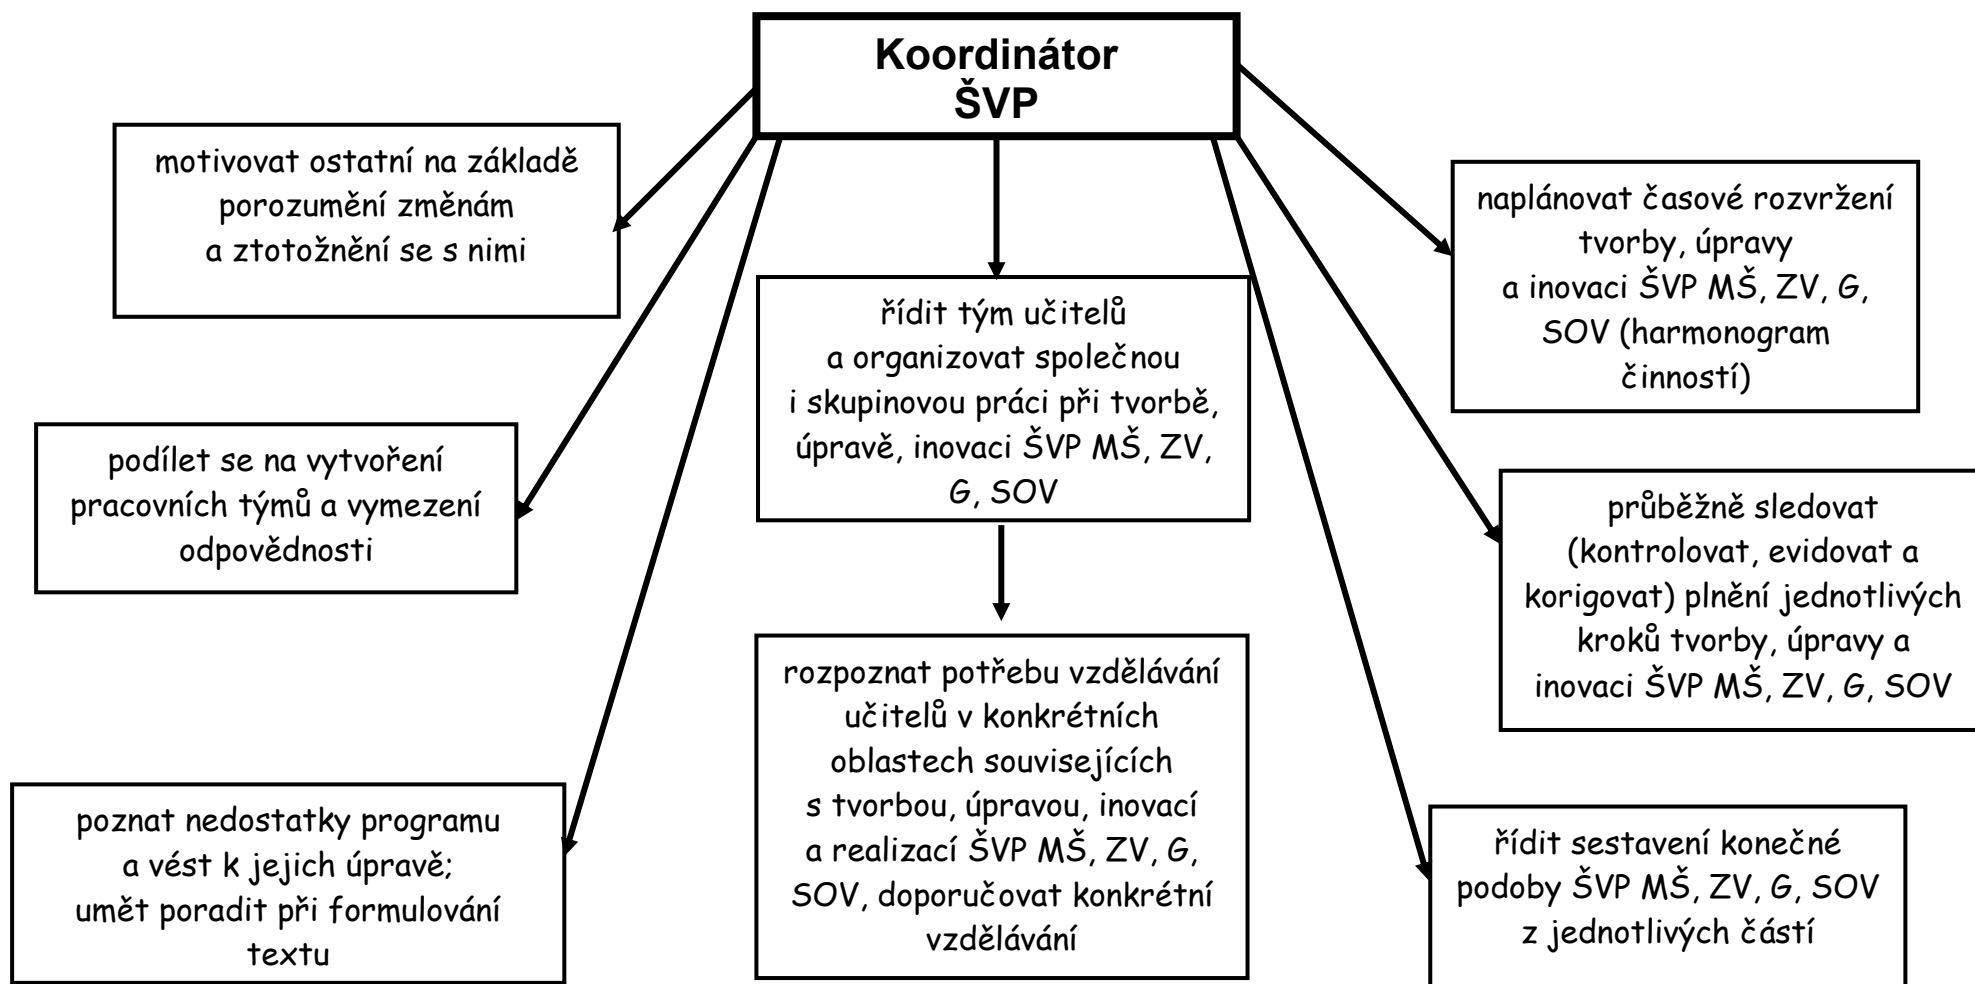 Koordinátor
ŠVP
motivovat ostatní na základě
porozumění změnám
a ztotožnění se s nimi
podílet se na vytvoření
pracovních týmů a vymezení
odpovědnosti
poznat nedostatky programu
a vést k jejich úpravě;
umět poradit při formulování
textu
řídit tým učitelů
a organizovat společnou
i skupinovou práci při tvorbě,
úpravě, inovaci ŠVP MŠ, ZV,
G, SOV
rozpoznat potřebu vzdělávání
učitelů v konkrétních
oblastech souvisejících
s tvorbou, úpravou, inovací
a realizací ŠVP MŠ, ZV, G,
SOV, doporučovat konkrétní
vzdělávání
naplánovat časové rozvržení
tvorby, úpravy
a inovaci ŠVP MŠ, ZV, G,
SOV (harmonogram
činností)
průběžně sledovat
(kontrolovat, evidovat a
korigovat) plnění jednotlivých
kroků tvorby, úpravy a
inovaci ŠVP MŠ, ZV, G, SOV
řídit sestavení konečné
podoby ŠVP MŠ, ZV, G, SOV
z jednotlivých částí